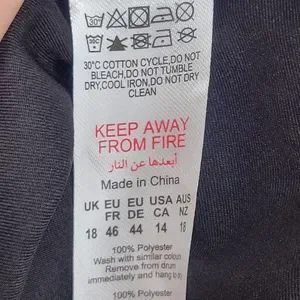 30°C COTTON CYCLE,DO NOT
BLEACH,DO NOT TUMBLE
DRY,COOL IRON,DO NOT DRY
CLEAN
KEEP AWAY
FROM FIRE
أبعدها عن النار
Made in China
UK EU EU USA AUS
FR DE CA NZ
18 46 44 14 18
100% Polyester
Wash with similar colour
Remove from drum
immediately and hang to dry
100% Polyester